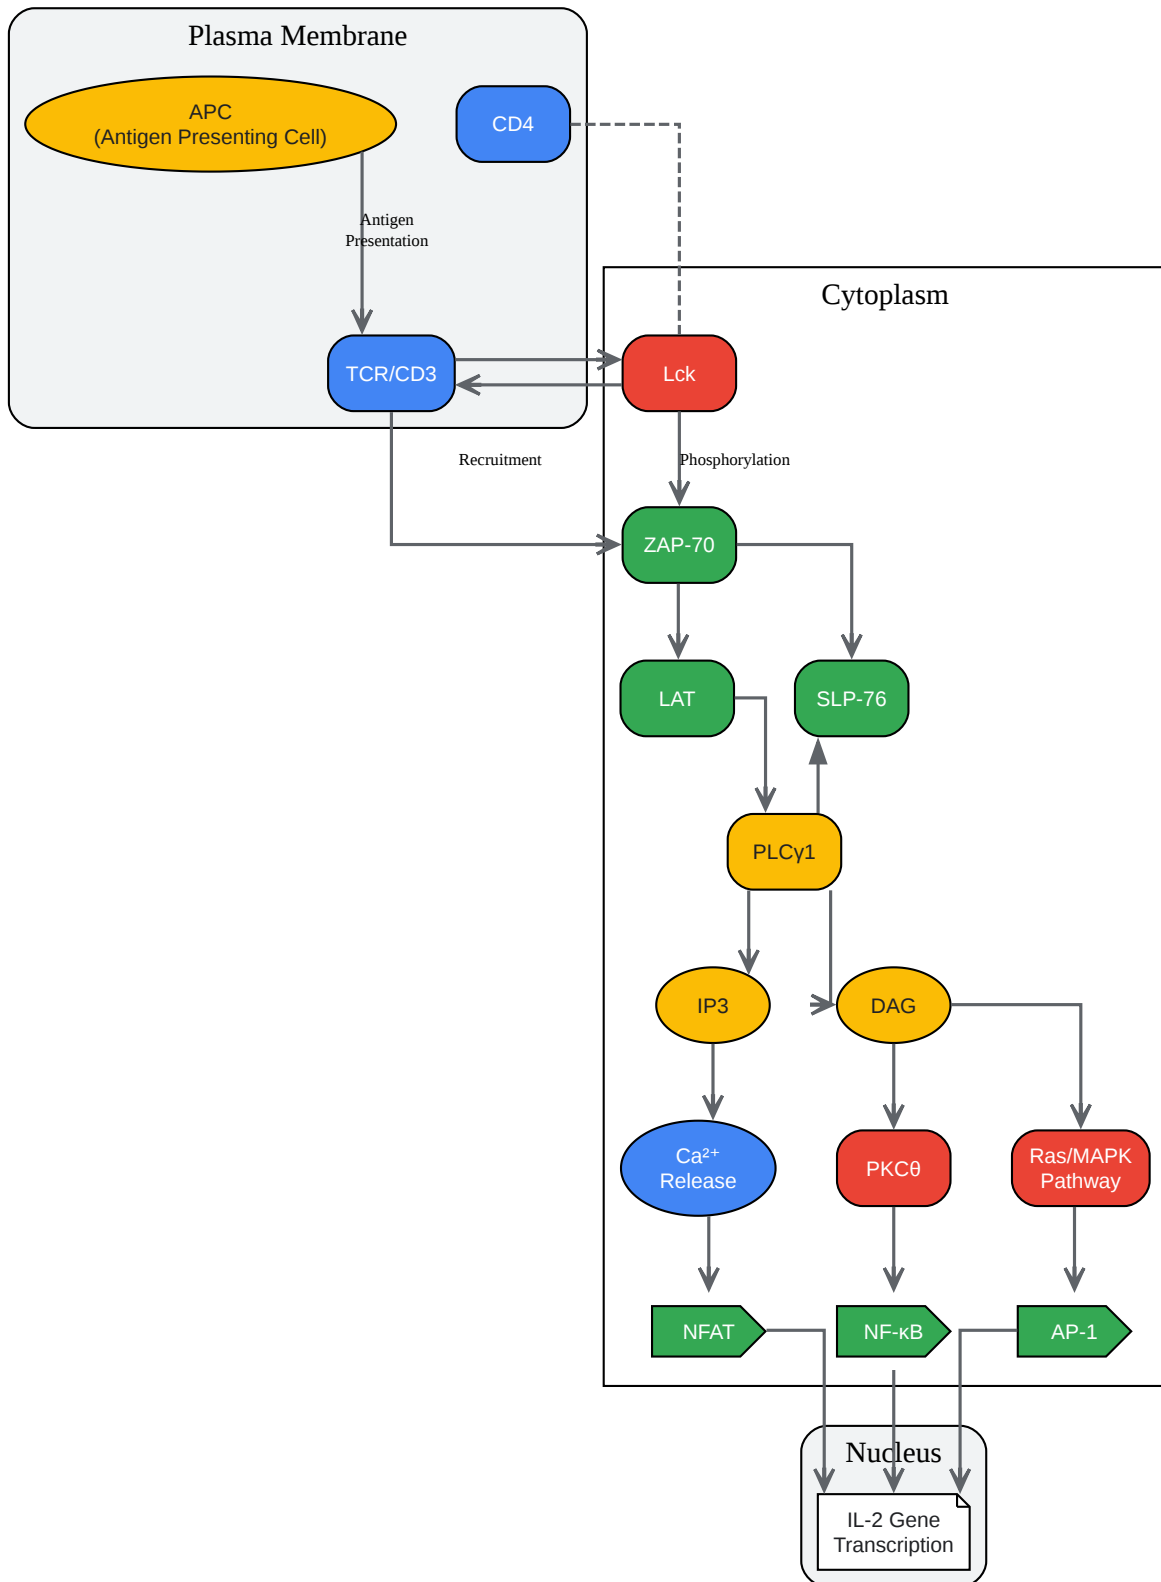 Plasma Membrane
APC
(Antigen Presenting Cell)
CD4
Antigen
Presentation
Cytoplasm
TCR/CD3
Lck
Recruitment
Phosphorylation
ZAP-70
LAT
SLP-76
PLCγ1
IP3
DAG
Ca²⁺
Release
PKCθ
Ras/MAPK
Pathway
NFAT
NF-κB
AP-1
Nucleus
IL-2 Gene
Transcription